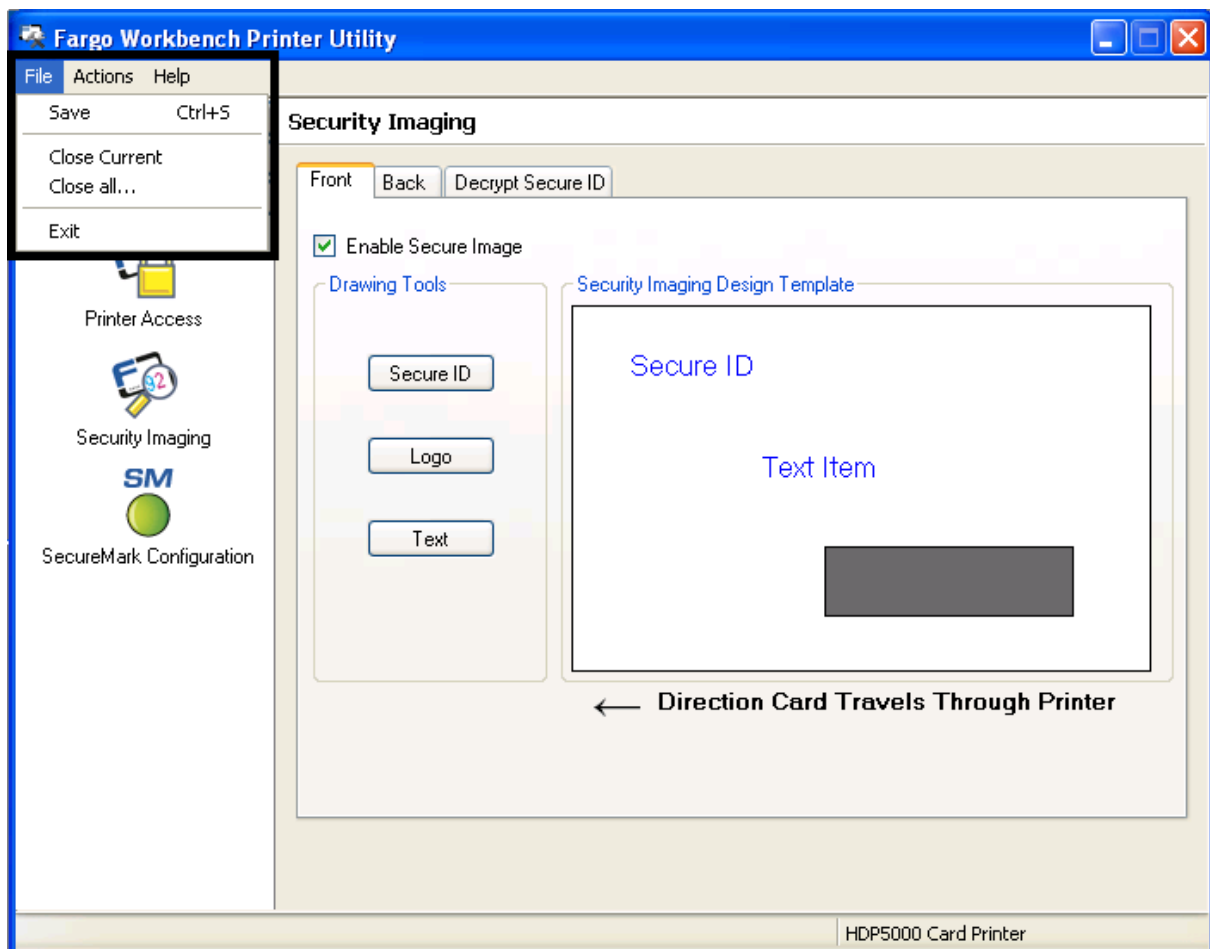 Fargo Workbench Printer Utility
File Actions Help
Save Ctrl+S
Close Current
Close all...
Exit
Printer Access
Security Imaging
SM
SecureMark Configuration
Security Imaging
Front Back Decrypt Secure ID
Enable Secure Image
Drawing Tools
Secure ID
Logo
Text
Security Imaging Design Template
Secure ID
Text Item
← Direction Card Travels Through Printer
HDP5000 Card Printer